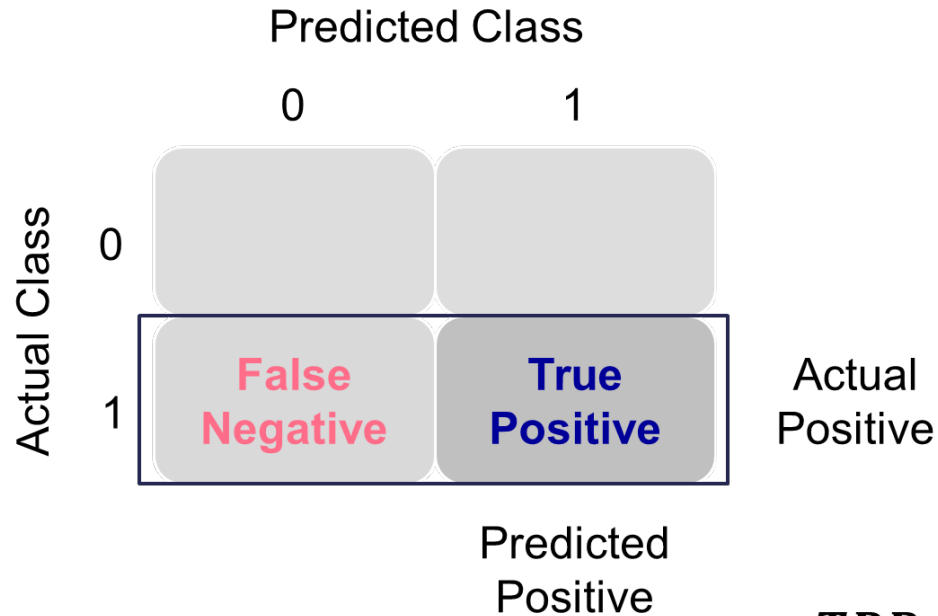 Predicted Class
0 1
Actual Class
0
False
Negative
True
Positive
1
Actual
Positive
Predicted
Positive